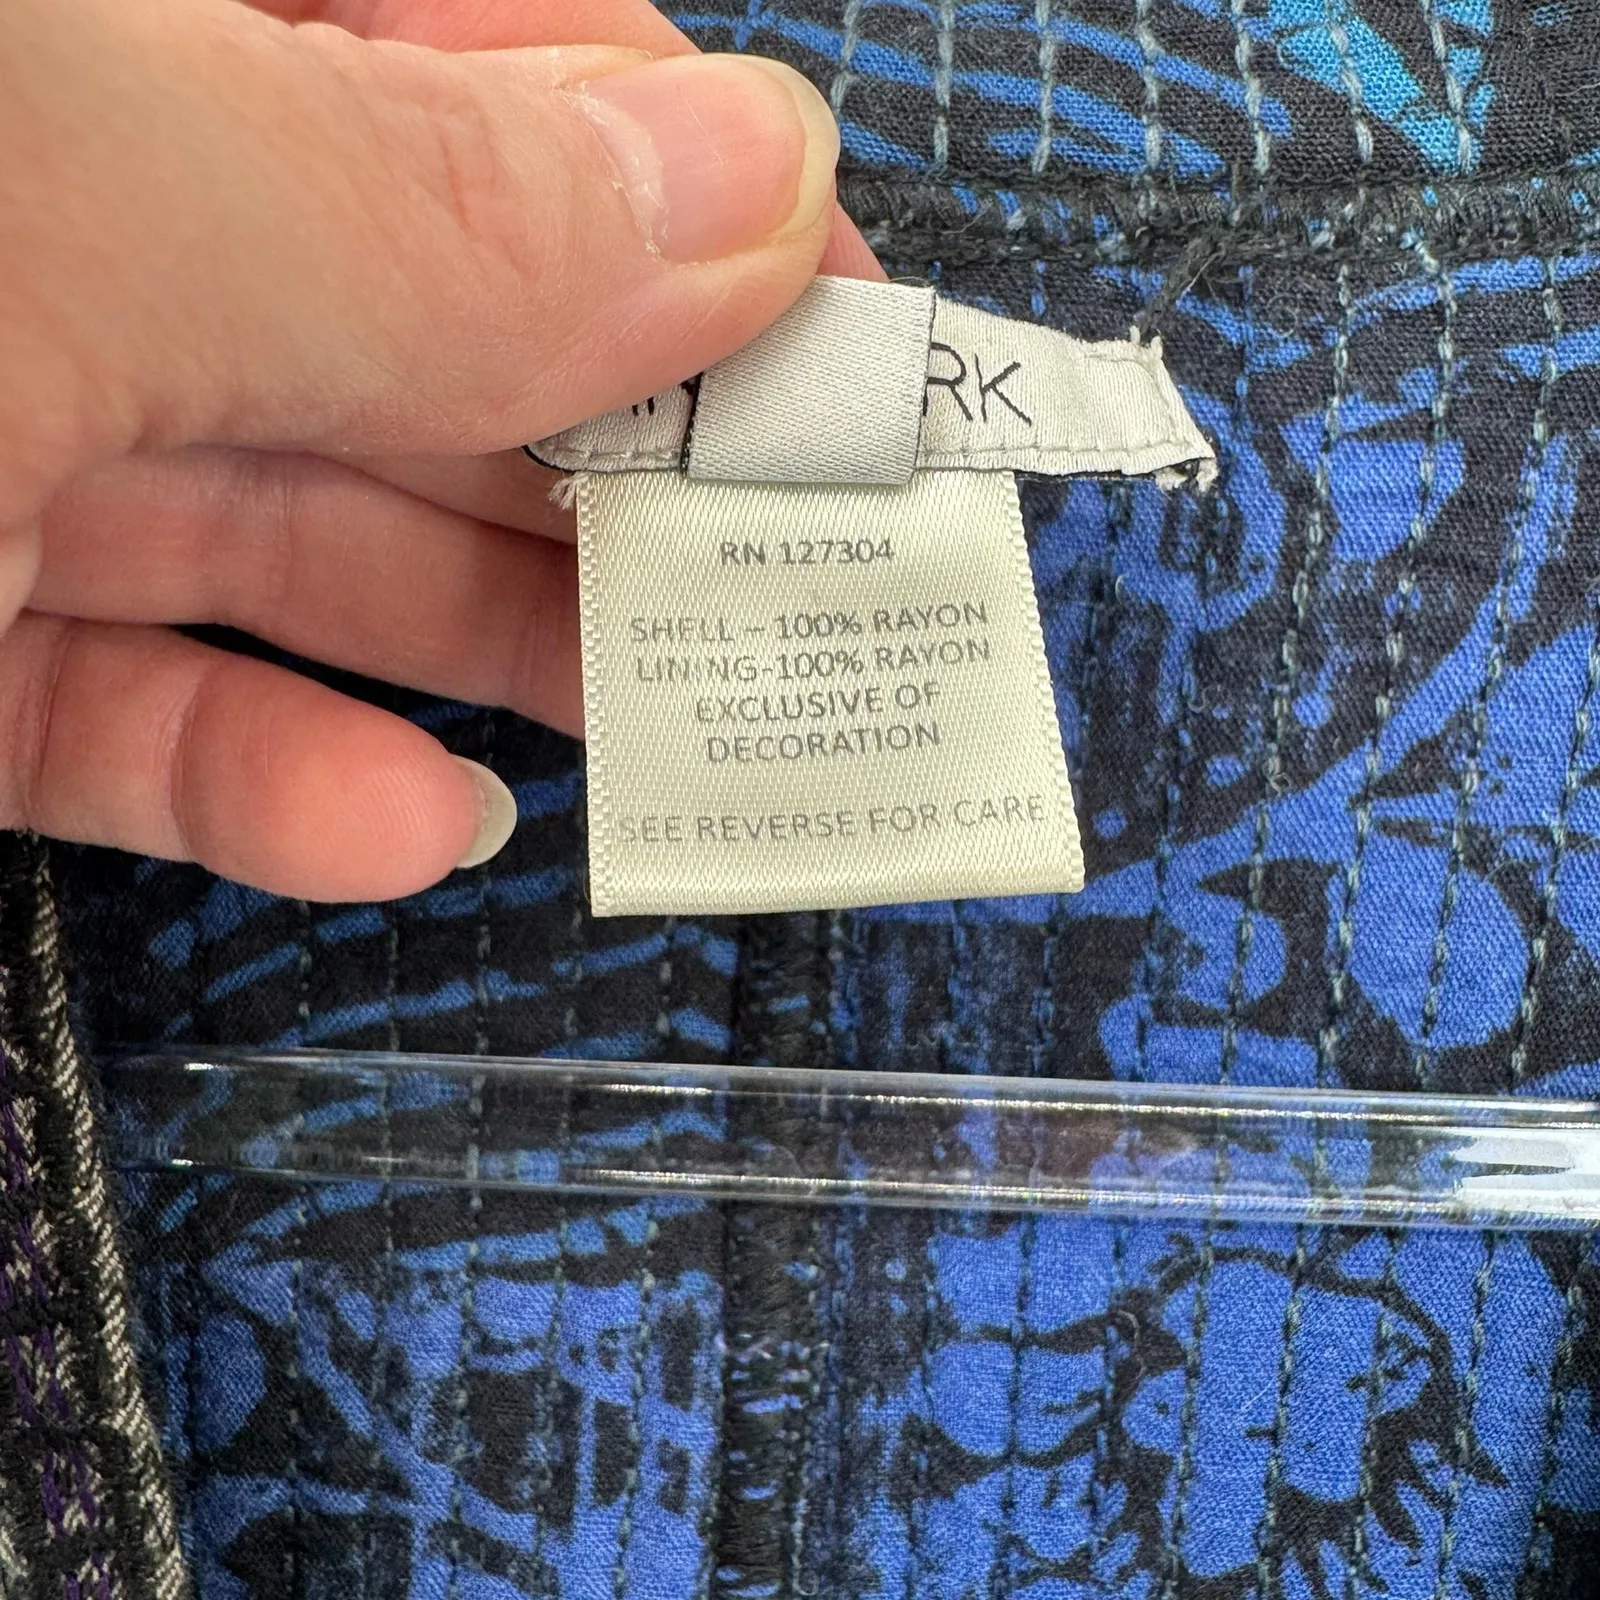 RK
RN 127304
SHELL – 100% RAYON
LINING-100% RAYON
EXCLUSIVE OF
DECORATION
SEE REVERSE FOR CARE